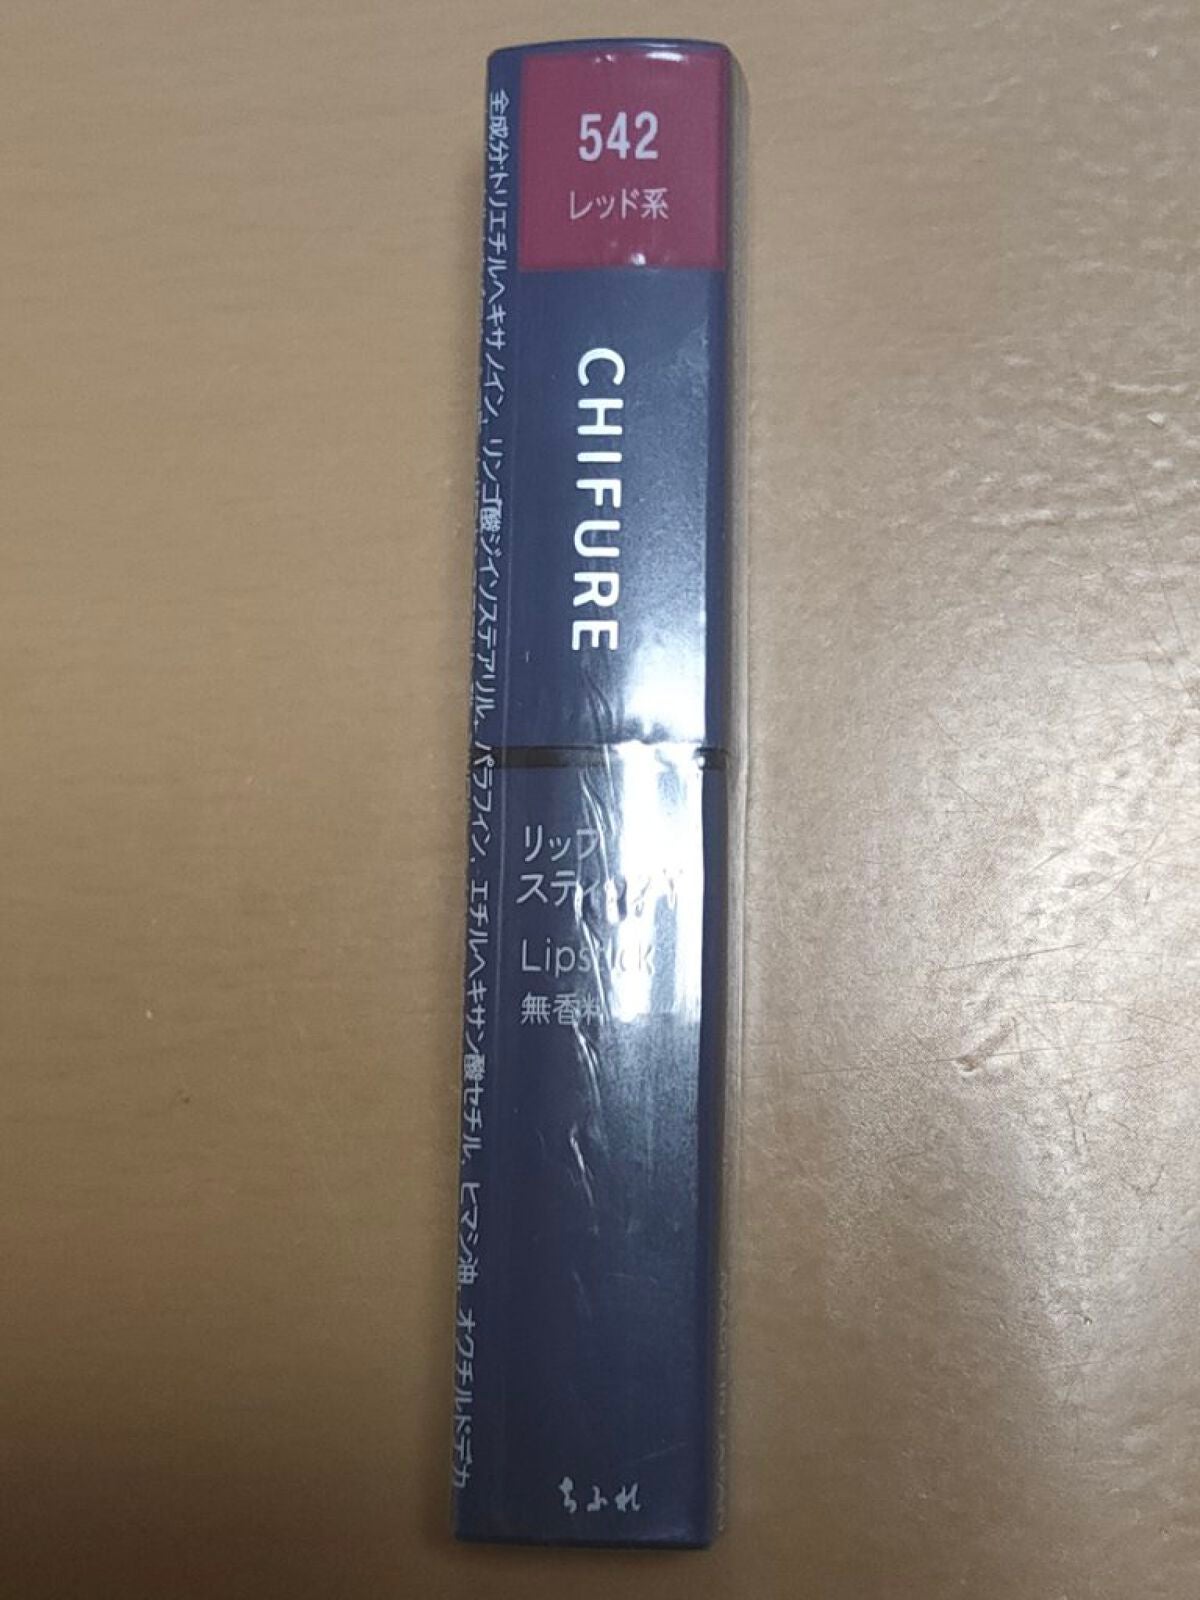 542
レッド系
CHIFURE
リップ
スティック
Lipstick
無香料
ちふれ
全成分:トリエチルヘキサノイン、リンゴ酸ジイソステアリル、パラフィン、エチルヘキサン酸セチル、ヒマシ油、オクチルドデカ